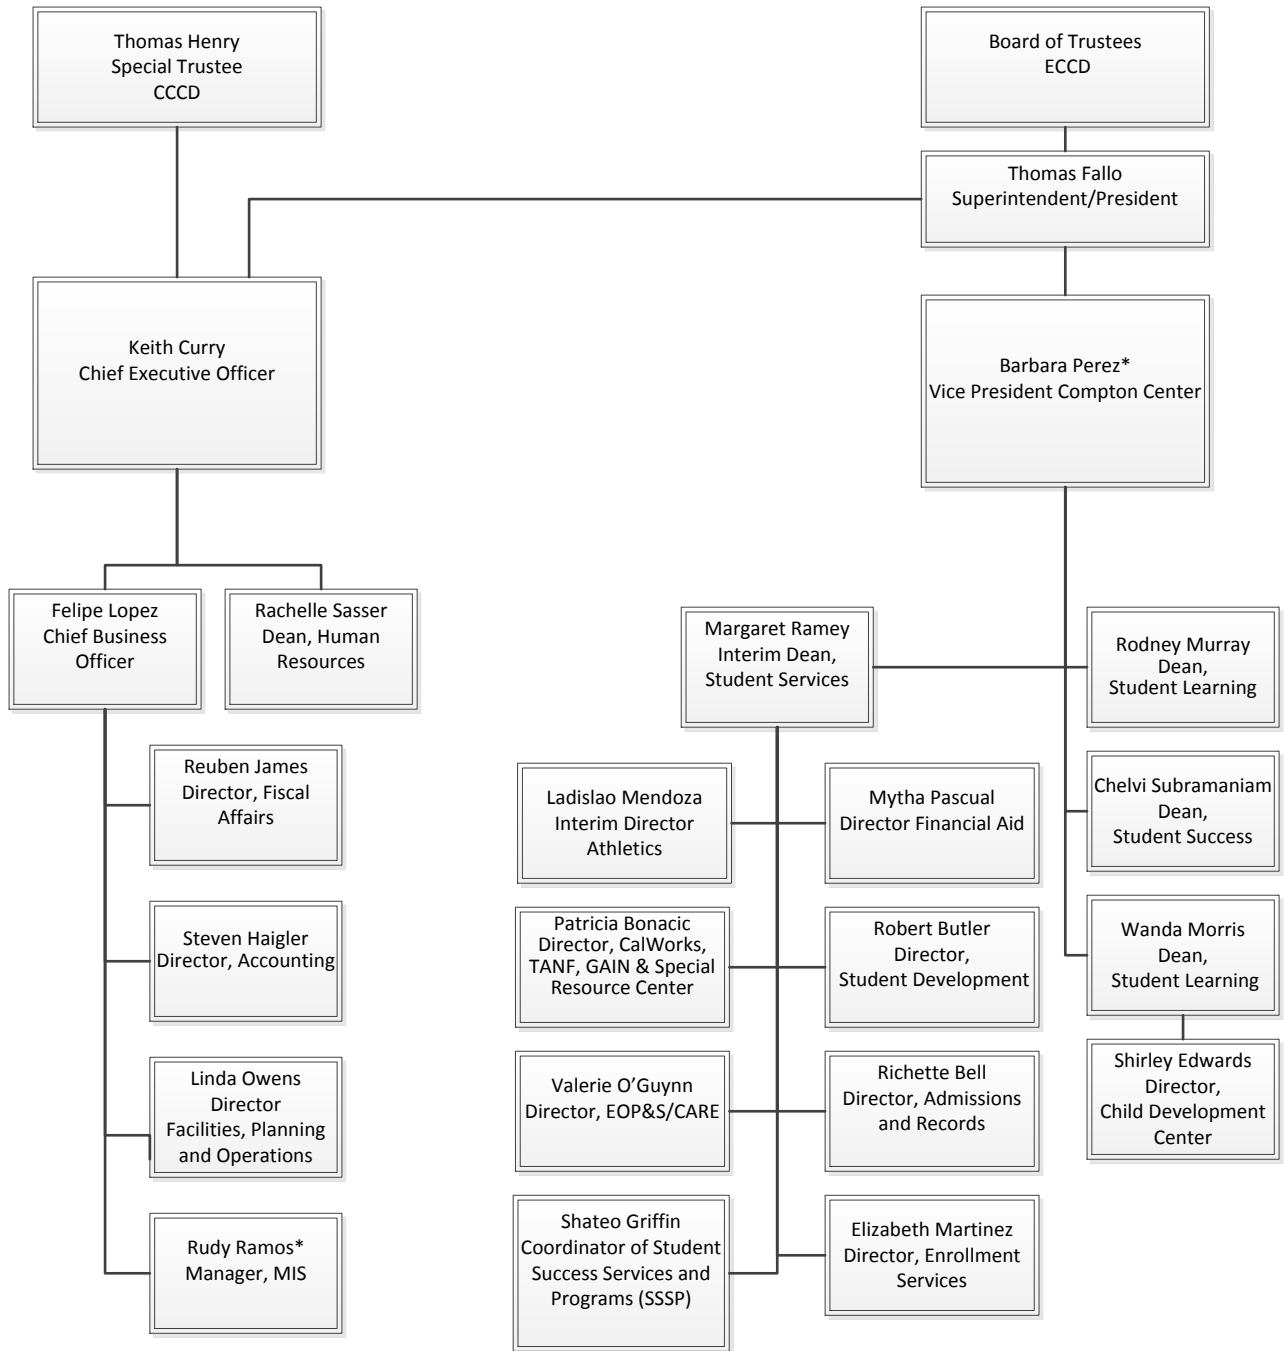 Thomas Henry
Special Trustee
CCCD
Board of Trustees
ECCD
Thomas Fallo
Superintendent/President
Keith Curry
Chief Executive Officer
Barbara Perez*
Vice President Compton Center
Felipe Lopez
Chief Business
Officer
Rachelle Sasser
Dean, Human
Resources
Margaret Ramey
Interim Dean,
Student Services
Rodney Murray
Dean,
Student Learning
Reuben James
Director, Fiscal
Affairs
Ladislao Mendoza
Interim Director
Athletics
Mytha Pascual
Director Financial Aid
Chelvi Subramaniam
Dean,
Student Success
Steven Haigler
Director, Accounting
Patricia Bonacic
Director, CalWorks,
TANF, GAIN & Special
Resource Center
Robert Butler
Director,
Student Development
Wanda Morris
Dean,
Student Learning
Linda Owens
Director
Facilities, Planning
and Operations
Valerie O’Guynn
Director, EOP&S/CARE
Richette Bell
Director, Admissions
and Records
Shirley Edwards
Director,
Child Development
Center
Rudy Ramos*
Manager, MIS
Shateo Griffin
Coordinator of Student
Success Services and
Programs (SSSP)
Elizabeth Martinez
Director, Enrollment
Services